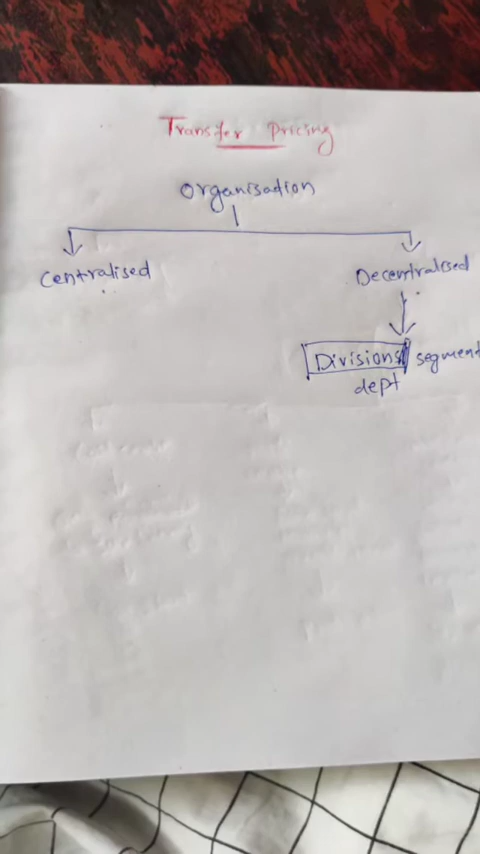 Transfer Pricing
Organisation
Centralised
Decentralised
Divisions segment
dept